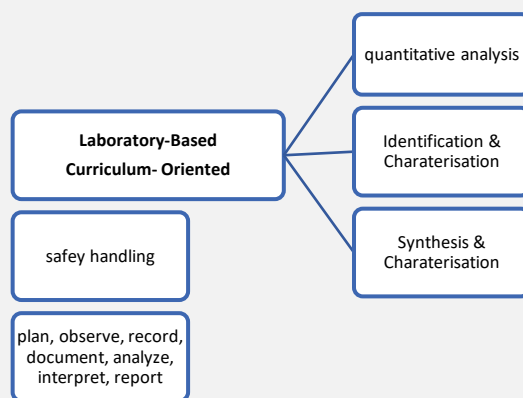 Laboratory-Based
Curriculum- Oriented
quantitative analysis
Identification &
Charaterisation
Synthesis &
Charaterisation
safey handling
plan, observe, record,
document, analyze,
interpret, report